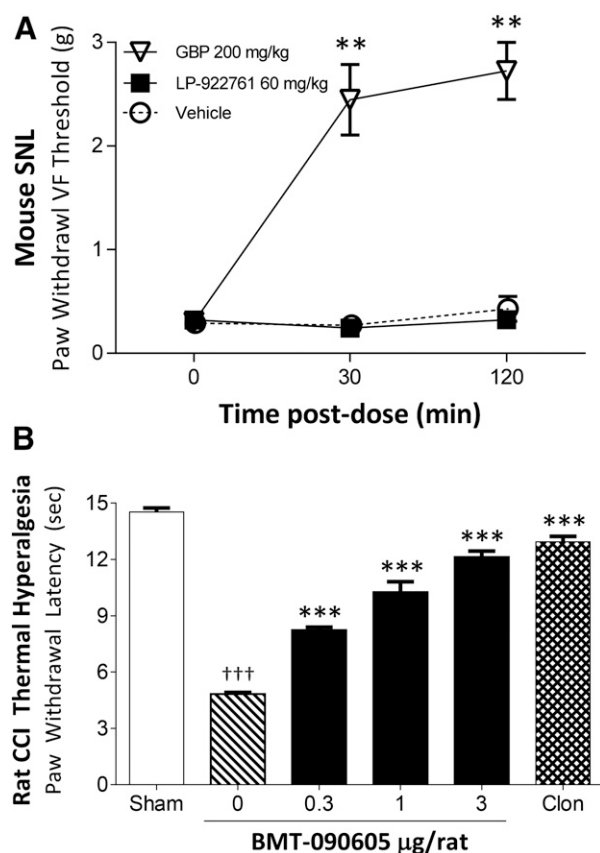 A
Mouse SNL
Paw Withdrawl VF Threshold (g)
3
2
1
0
GBP 200 mg/kg
LP-922761 60 mg/kg
Vehicle
** **
0 30 120
Time post-dose (min)
B
Rat CCI Thermal Hyperalgesia
Paw Withdrawal Latency (sec)
15
12
9
6
3
0
†††
***
***
***
***
Sham 0 0.3 1 3 Clon
BMT-090605 μg/rat